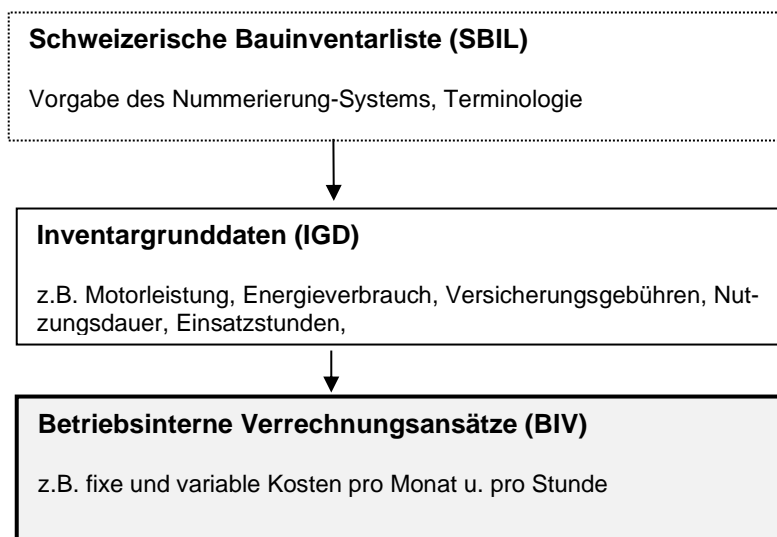 Schweizerische Bauinventarliste (SBIL)
Vorgabe des Nummerierung-Systems, Terminologie
Inventargrunddaten (IGD)
z.B. Motorleistung, Energieverbrauch, Versicherungsgebühren, Nut-
zungsdauer, Einsatzstunden,
Betriebsinterne Verrechnungsansätze (BIV)
z.B. fixe und variable Kosten pro Monat u. pro Stunde